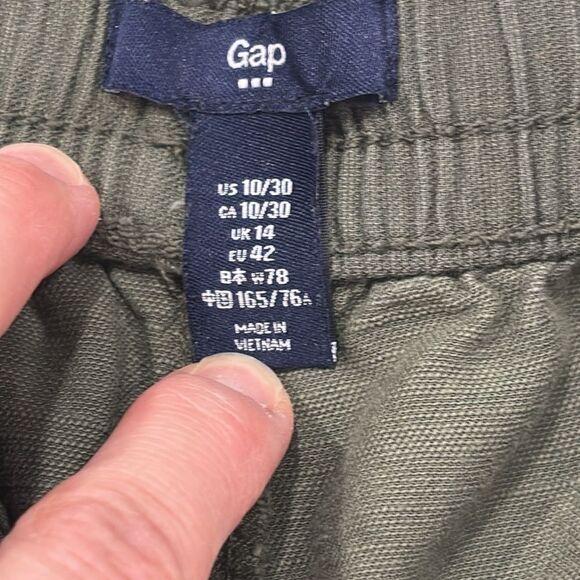 Gap
US 10/30
CA 10/30
UK 14
EU 42
日本 W78
中国 165/76A
MADE IN
VIETNAM